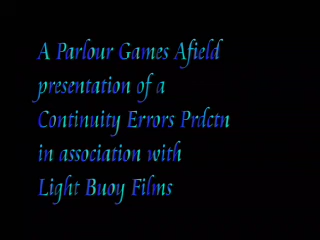 A Parlour Games Afield
presentation of a
Continuity Errors Prdctn
in association with
Light Buoy Films